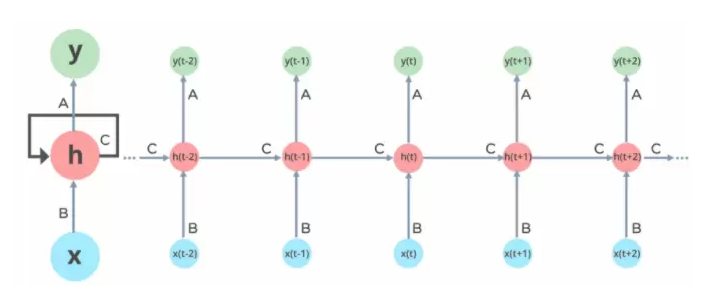 y
y(t-2) y(t-1) y(t) y(t+1) y(t+2)
A A A A A A
h C
... C h(t-2) C h(t-1) C h(t) C h(t+1) C h(t+2) C ...
B B B B B B
x
x(t-2) x(t-1) x(t) x(t+1) x(t+2)